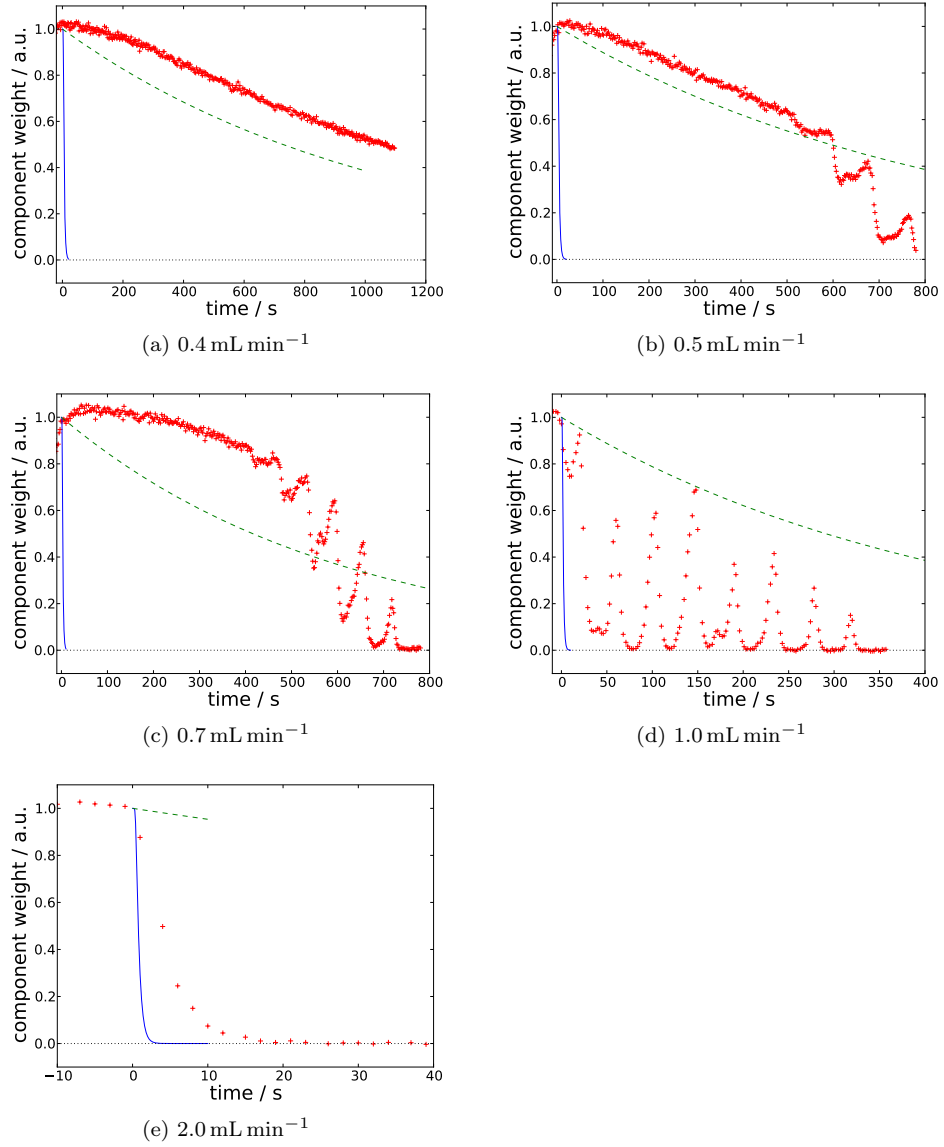 1.0
0.8
0.6
0.4
0.2
0.0
component weight / a.u.
0 200 400 600 800 1000 1200
time / s
(a) 0.4 mL min⁻¹
1.0
0.8
0.6
0.4
0.2
0.0
component weight / a.u.
0 100 200 300 400 500 600 700 800
time / s
(b) 0.5 mL min⁻¹
1.0
0.8
0.6
0.4
0.2
0.0
component weight / a.u.
0 100 200 300 400 500 600 700 800
time / s
(c) 0.7 mL min⁻¹
1.0
0.8
0.6
0.4
0.2
0.0
component weight / a.u.
0 50 100 150 200 250 300 350 400
time / s
(d) 1.0 mL min⁻¹
1.0
0.8
0.6
0.4
0.2
0.0
component weight / a.u.
−10 0 10 20 30 40
time / s
(e) 2.0 mL min⁻¹